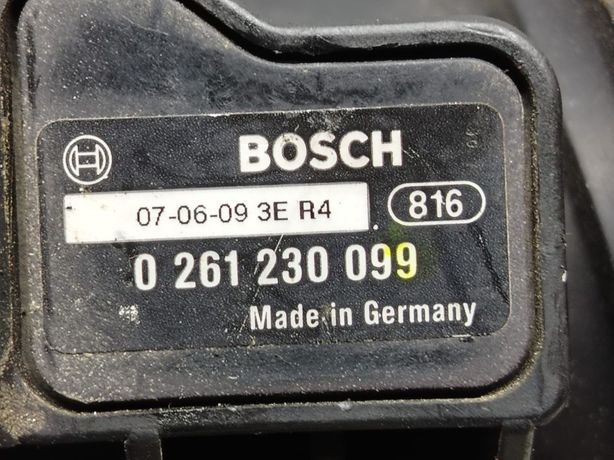 BOSCH
07-06-09 3E R4 816
0 261 230 099
Made in Germany